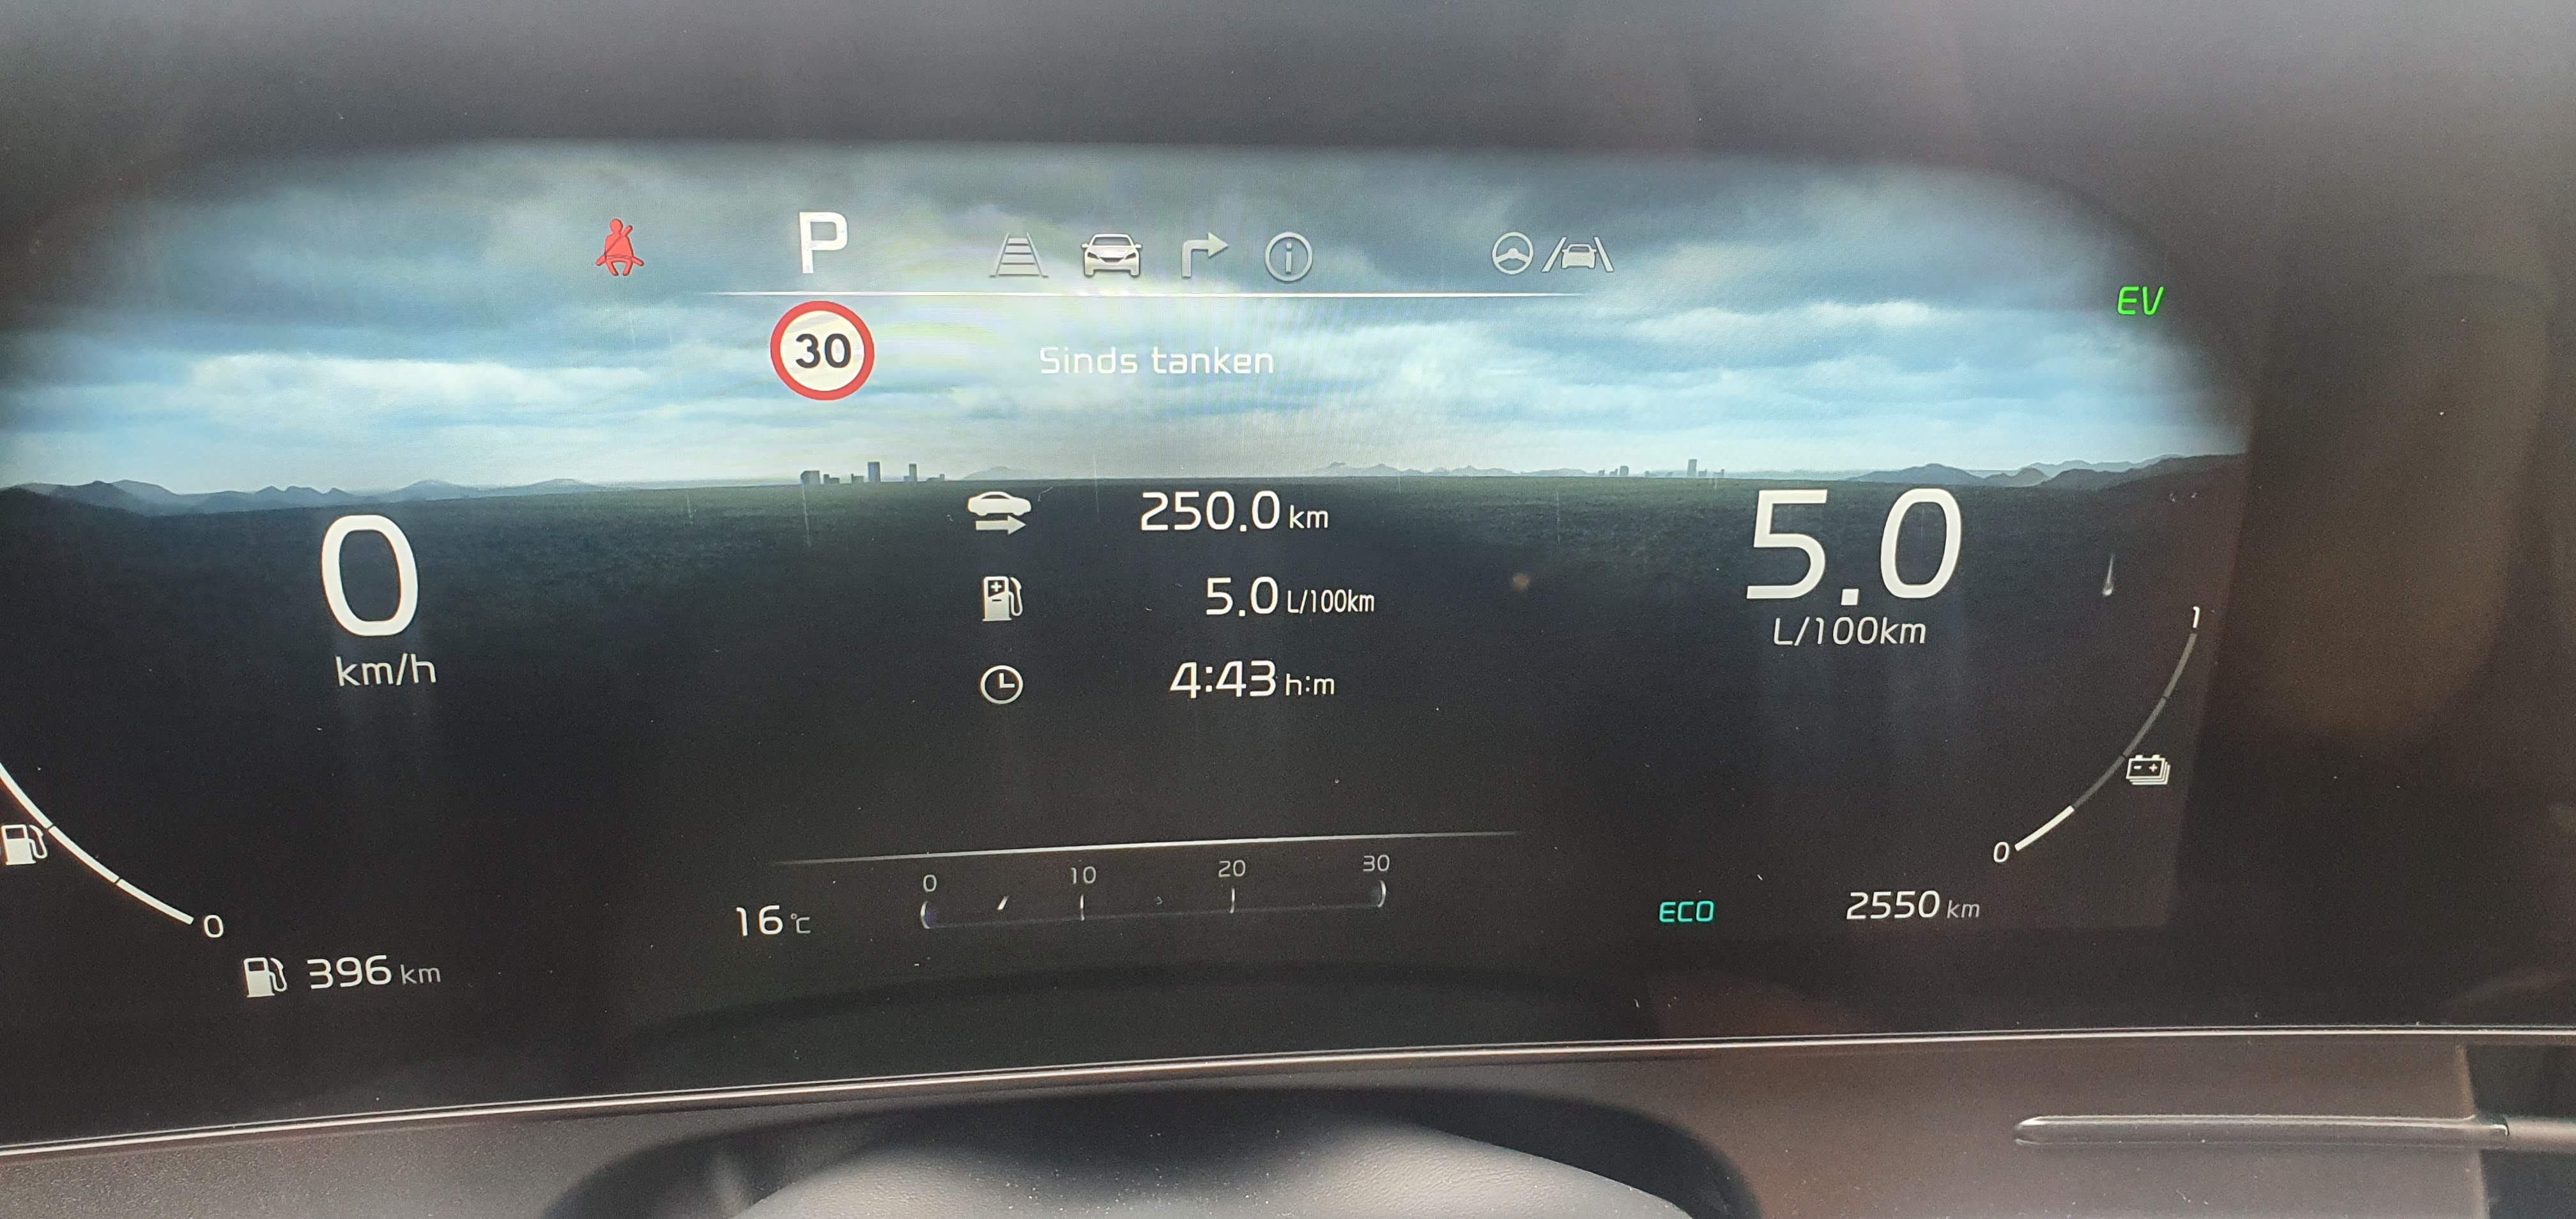 P
EV
30
Sinds tanken
250.0 km
5.0 L/100km
4:43 h:m
0
km/h
5.0
L/100km
1
0
0
0 10 20 30
16 °C
ECO
2550 km
396 km